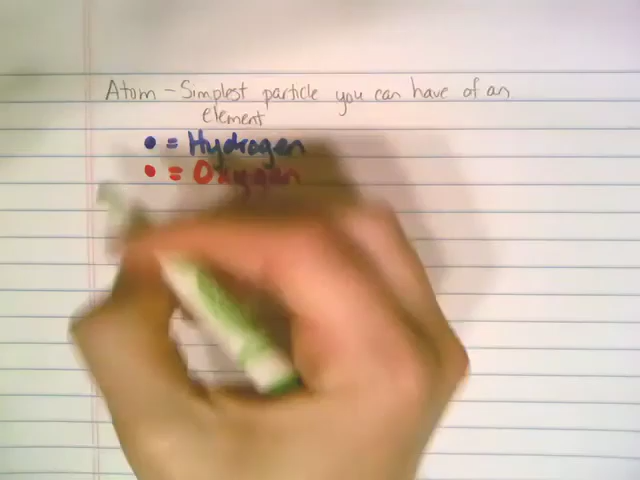 Atom - Simplest particle you can have of an
element
• = Hydrogen
• = Oxygen